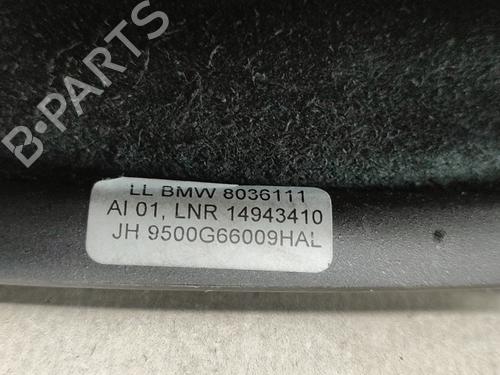 B-PARTS
LL BMW 8036111
AI 01, LNR 14943410
JH 9500G66009HAL